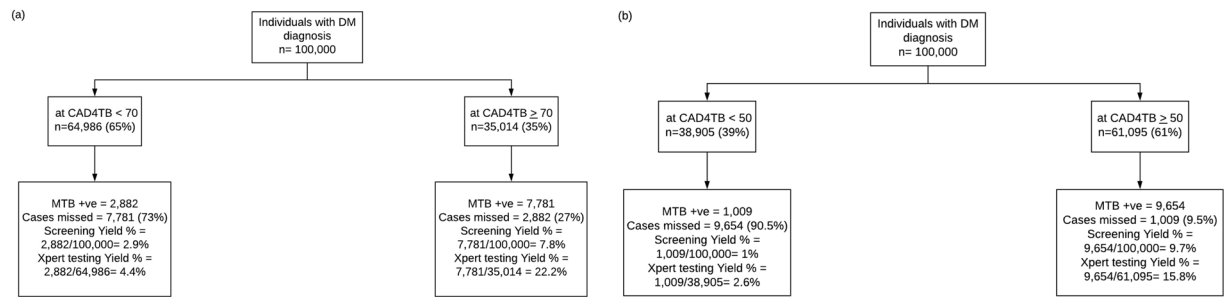 (a)
Individuals with DM
diagnosis
n= 100,000
at CAD4TB < 70
n=64,986 (65%)
at CAD4TB ≥ 70
n=35,014 (35%)
MTB +ve = 2,882
Cases missed = 7,781 (73%)
Screening Yield % =
2,882/100,000= 2.9%
Xpert testing Yield % =
2,882/64,986= 4.4%
MTB +ve = 7,781
Cases missed = 2,882 (27%)
Screening Yield % =
7,781/100,000= 7.8%
Xpert testing Yield % =
7,781/35,014 = 22.2%
(b)
Individuals with DM
diagnosis
n= 100,000
at CAD4TB < 50
n=38,905 (39%)
at CAD4TB ≥ 50
n=61,095 (61%)
MTB +ve = 1,009
Cases missed = 9,654 (90.5%)
Screening Yield % =
1,009/100,000= 1%
Xpert testing Yield % =
1,009/38,905= 2.6%
MTB +ve = 9,654
Cases missed = 1,009 (9.5%)
Screening Yield % =
9,654/100,000= 9.7%
Xpert testing Yield % =
9,654/61,095= 15.8%